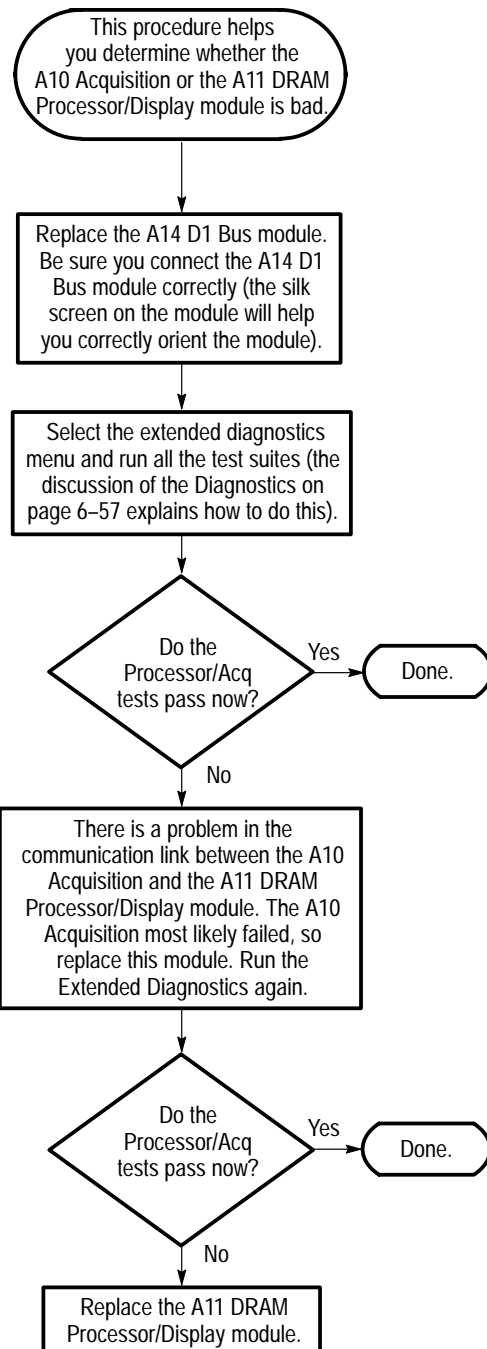 This procedure helps
you determine whether the
A10 Acquisition or the A11 DRAM
Processor/Display module is bad.
Replace the A14 D1 Bus module.
Be sure you connect the A14 D1
Bus module correctly (the silk
screen on the module will help
you correctly orient the module).
Select the extended diagnostics
menu and run all the test suites (the
discussion of the Diagnostics on
page 6–57 explains how to do this).
Do the
Processor/Acq
tests pass now?
Yes
Done.
No
There is a problem in the
communication link between the A10
Acquisition and the A11 DRAM
Processor/Display module. The A10
Acquisition most likely failed, so
replace this module. Run the
Extended Diagnostics again.
Do the
Processor/Acq
tests pass now?
Yes
Done.
No
Replace the A11 DRAM
Processor/Display module.